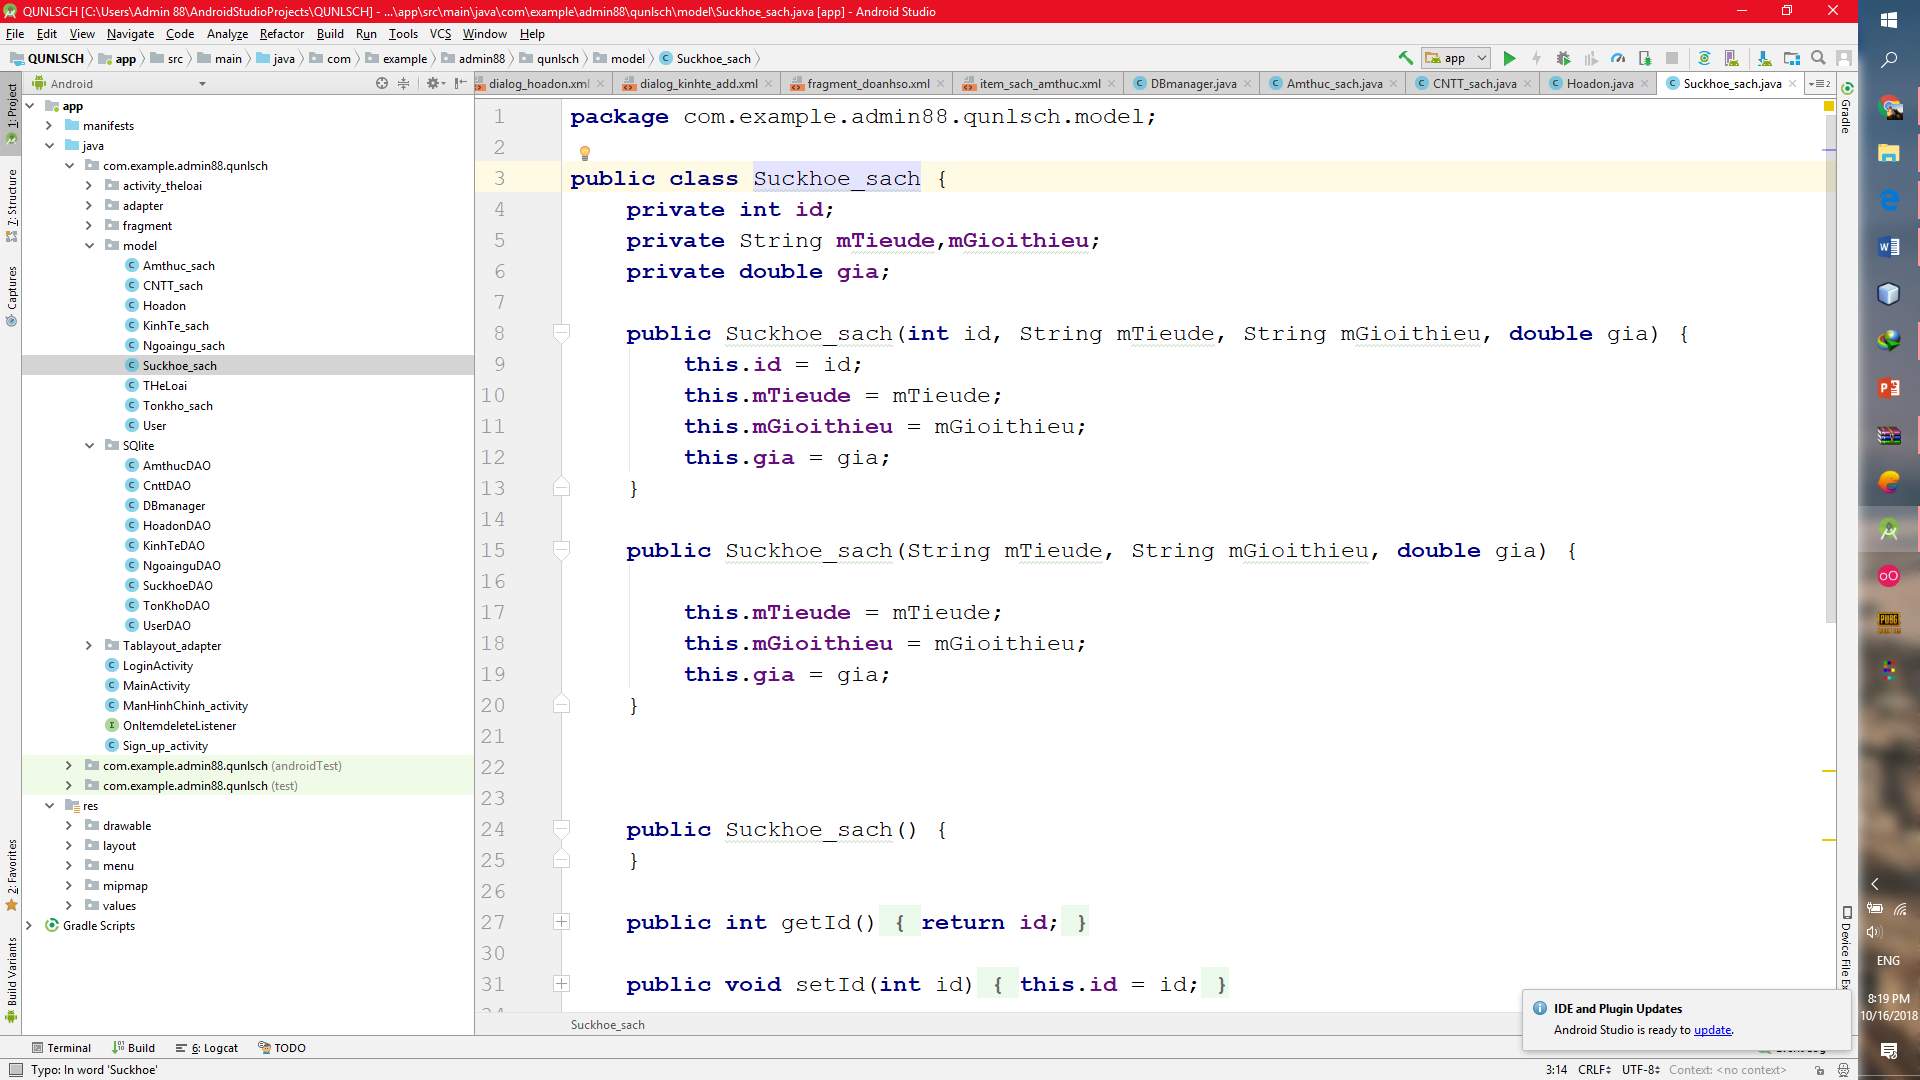 QUNLSCH [C:\Users\Admin 88\AndroidStudioProjects\QUNLSCH] - ...\app\src\main\java\com\example\admin88\qunlsch\model\Suckhoe_sach.java [app] - Android Studio
File Edit View Navigate Code Analyze Refactor Build Run Tools VCS Window Help
QUNLSCH app src main java com example admin88 qunlsch model Suckhoe_sach
app
Android
dialog_hoadon.xml dialog_kinhte_add.xml fragment_doanhso.xml item_sach_amthuc.xml DBmanager.java Amthuc_sach.java CNTT_sach.java Hoadon.java Suckhoe_sach.java
1: Project
7: Structure
Captures
2: Favorites
Build Variants
app
manifests
java
com.example.admin88.qunlsch
activity_theloai
adapter
fragment
model
Amthuc_sach
CNTT_sach
Hoadon
KinhTe_sach
Ngoaingu_sach
Suckhoe_sach
THeLoai
Tonkho_sach
User
SQlite
AmthucDAO
CnttDAO
DBmanager
HoadonDAO
KinhTeDAO
NgoainguDAO
SuckhoeDAO
TonKhoDAO
UserDAO
Tablayout_adapter
LoginActivity
MainActivity
ManHinhChinh_activity
OnItemdeleteListener
Sign_up_activity
com.example.admin88.qunlsch (androidTest)
com.example.admin88.qunlsch (test)
res
drawable
layout
menu
mipmap
values
Gradle Scripts
1 package com.example.admin88.qunlsch.model;
2
3 public class Suckhoe_sach {
4 private int id;
5 private String mTieude,mGioithieu;
6 private double gia;
7
8 public Suckhoe_sach(int id, String mTieude, String mGioithieu, double gia) {
9 this.id = id;
10 this.mTieude = mTieude;
11 this.mGioithieu = mGioithieu;
12 this.gia = gia;
13 }
14
15 public Suckhoe_sach(String mTieude, String mGioithieu, double gia) {
16
17 this.mTieude = mTieude;
18 this.mGioithieu = mGioithieu;
19 this.gia = gia;
20 }
21
22
23
24 public Suckhoe_sach() {
25 }
26
27 public int getId() { return id; }
30
31 public void setId(int id) { this.id = id; }
Suckhoe_sach
Gradle
Device File Ex
IDE and Plugin Updates
Android Studio is ready to update.
Terminal Build 6: Logcat TODO
Typo: In word 'Suckhoe'
3:14 CRLF UTF-8 Context: <no context>
PUBG
ENG
8:19 PM
10/16/2018